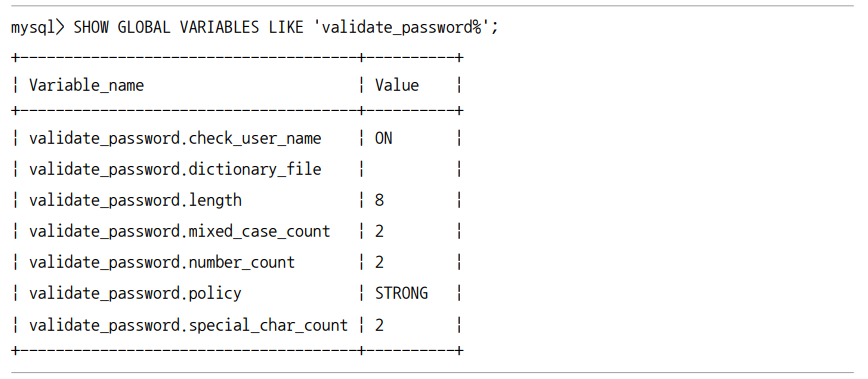 mysql> SHOW GLOBAL VARIABLES LIKE 'validate_password%';
+--------------------------------------+----------+
| Variable_name | Value |
+--------------------------------------+----------+
| validate_password.check_user_name | ON |
| validate_password.dictionary_file | |
| validate_password.length | 8 |
| validate_password.mixed_case_count | 2 |
| validate_password.number_count | 2 |
| validate_password.policy | STRONG |
| validate_password.special_char_count | 2 |
+--------------------------------------+----------+